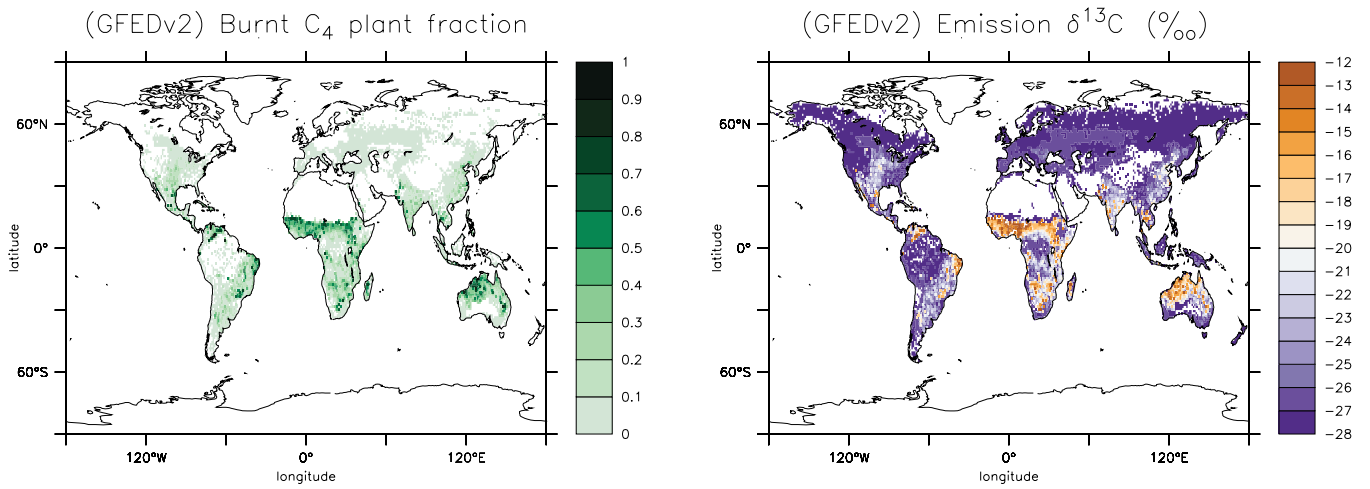 (GFEDv2) Burnt C₄ plant fraction
60°N
0°
60°S
latitude
120°W
0°
120°E
longitude
1
0.9
0.8
0.7
0.6
0.5
0.4
0.3
0.2
0.1
0
(GFEDv2) Emission δ¹³C (‰)
60°N
0°
60°S
latitude
120°W
0°
120°E
longitude
-12
-13
-14
-15
-16
-17
-18
-19
-20
-21
-22
-23
-24
-25
-26
-27
-28